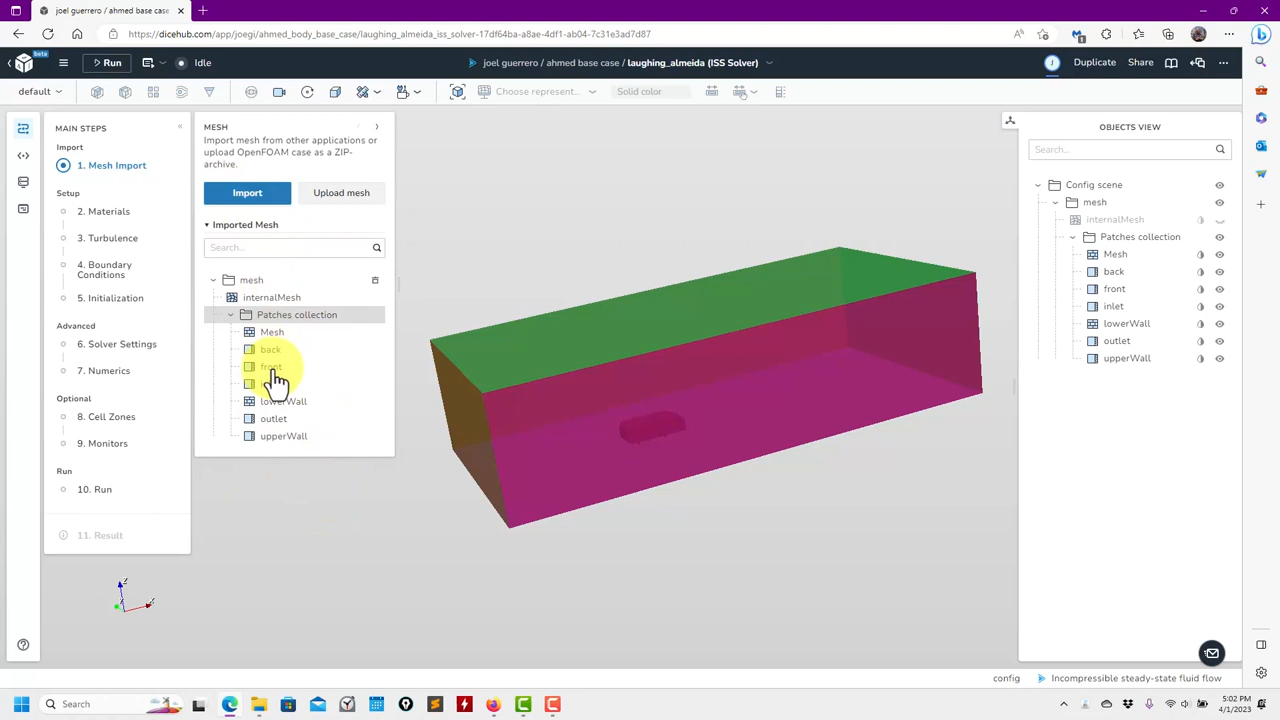 joel guerrero / ahmed base case
https://dicehub.com/app/joegi/ahmed_body_base_case/laughing_almeida_iss_solver-17df64ba-a8ae-4df1-ab04-7c31e3ad7d87
beta
Run
Idle
joel guerrero / ahmed base case / laughing_almeida (ISS Solver)
J
Duplicate
Share
default
Choose represent...
Solid color
MAIN STEPS
Import
1. Mesh Import
Setup
2. Materials
3. Turbulence
4. Boundary
Conditions
5. Initialization
Advanced
6. Solver Settings
7. Numerics
Optional
8. Cell Zones
9. Monitors
Run
10. Run
11. Result
MESH
Import mesh from other applications or
upload OpenFOAM case as a ZIP-
archive.
Import
Upload mesh
Imported Mesh
Search...
mesh
internalMesh
Patches collection
Mesh
back
front
lowerWall
outlet
upperWall
OBJECTS VIEW
Search...
Config scene
mesh
internalMesh
Patches collection
Mesh
back
front
inlet
lowerWall
outlet
upperWall
Z
config
Incompressible steady-state fluid flow
Search
5:02 PM
4/1/2023